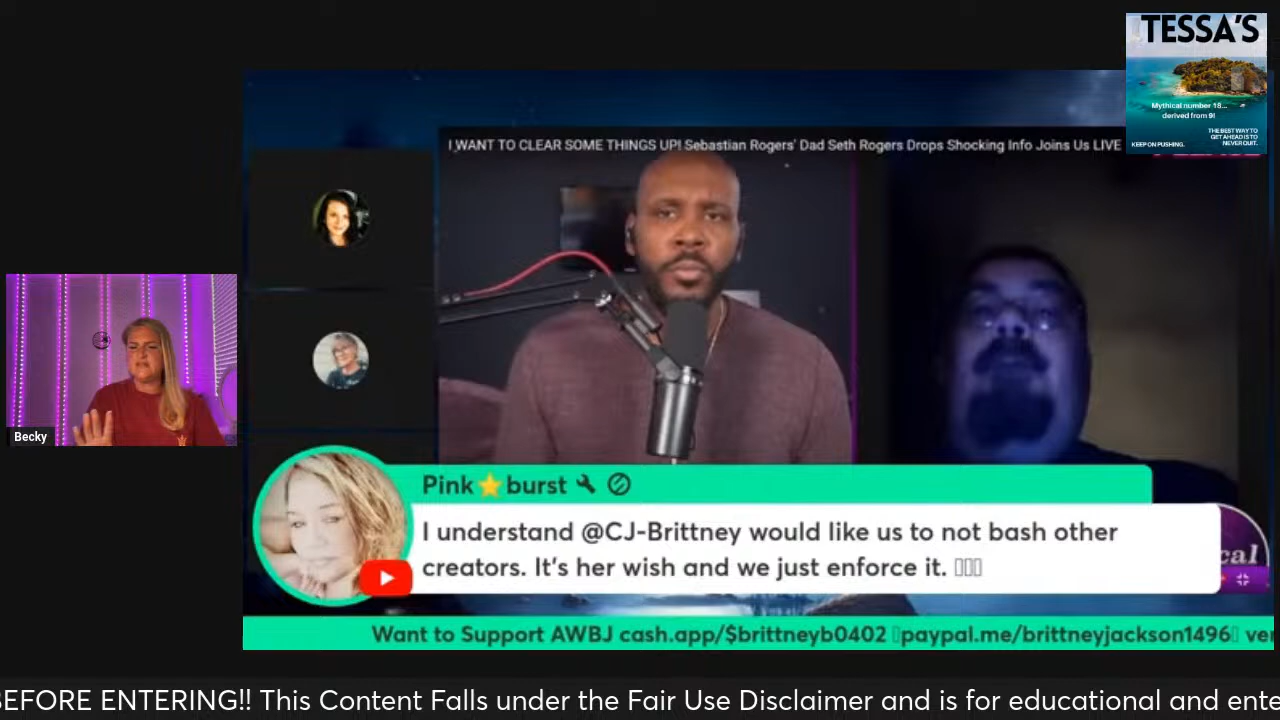 TESSA'S
Mythical number 18...
derived from 9!
THE BEST WAY TO
GET AHEAD IS TO
NEVER QUIT.
KEEP ON PUSHING.
I WANT TO CLEAR SOME THINGS UP! Sebastian Rogers' Dad Seth Rogers Drops Shocking Info Joins Us LIVE
Becky
Pink⭐burst
I understand @CJ-Brittney would like us to not bash other
creators. It's her wish and we just enforce it.
cal
Want to Support AWBJ cash.app/$brittneyb0402 paypal.me/brittneyjackson1496 ver
BEFORE ENTERING!! This Content Falls under the Fair Use Disclaimer and is for educational and ente